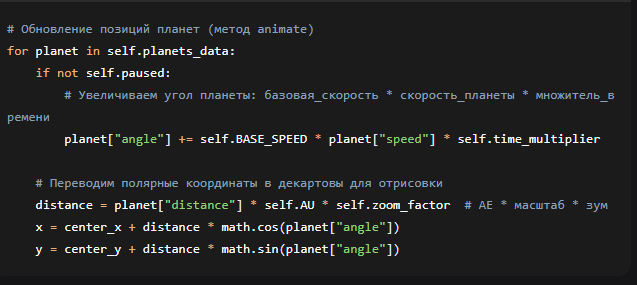 # Обновление позиций планет (метод animate)
for planet in self.planets_data:
    if not self.paused:
        # Увеличиваем угол планеты: базовая_скорость * скорость_планеты * множитель_в
ремени
        planet["angle"] += self.BASE_SPEED * planet["speed"] * self.time_multiplier
    # Переводим полярные координаты в декартовы для отрисовки
    distance = planet["distance"] * self.AU * self.zoom_factor  # АЕ * масштаб * зум
    x = center_x + distance * math.cos(planet["angle"])
    y = center_y + distance * math.sin(planet["angle"])